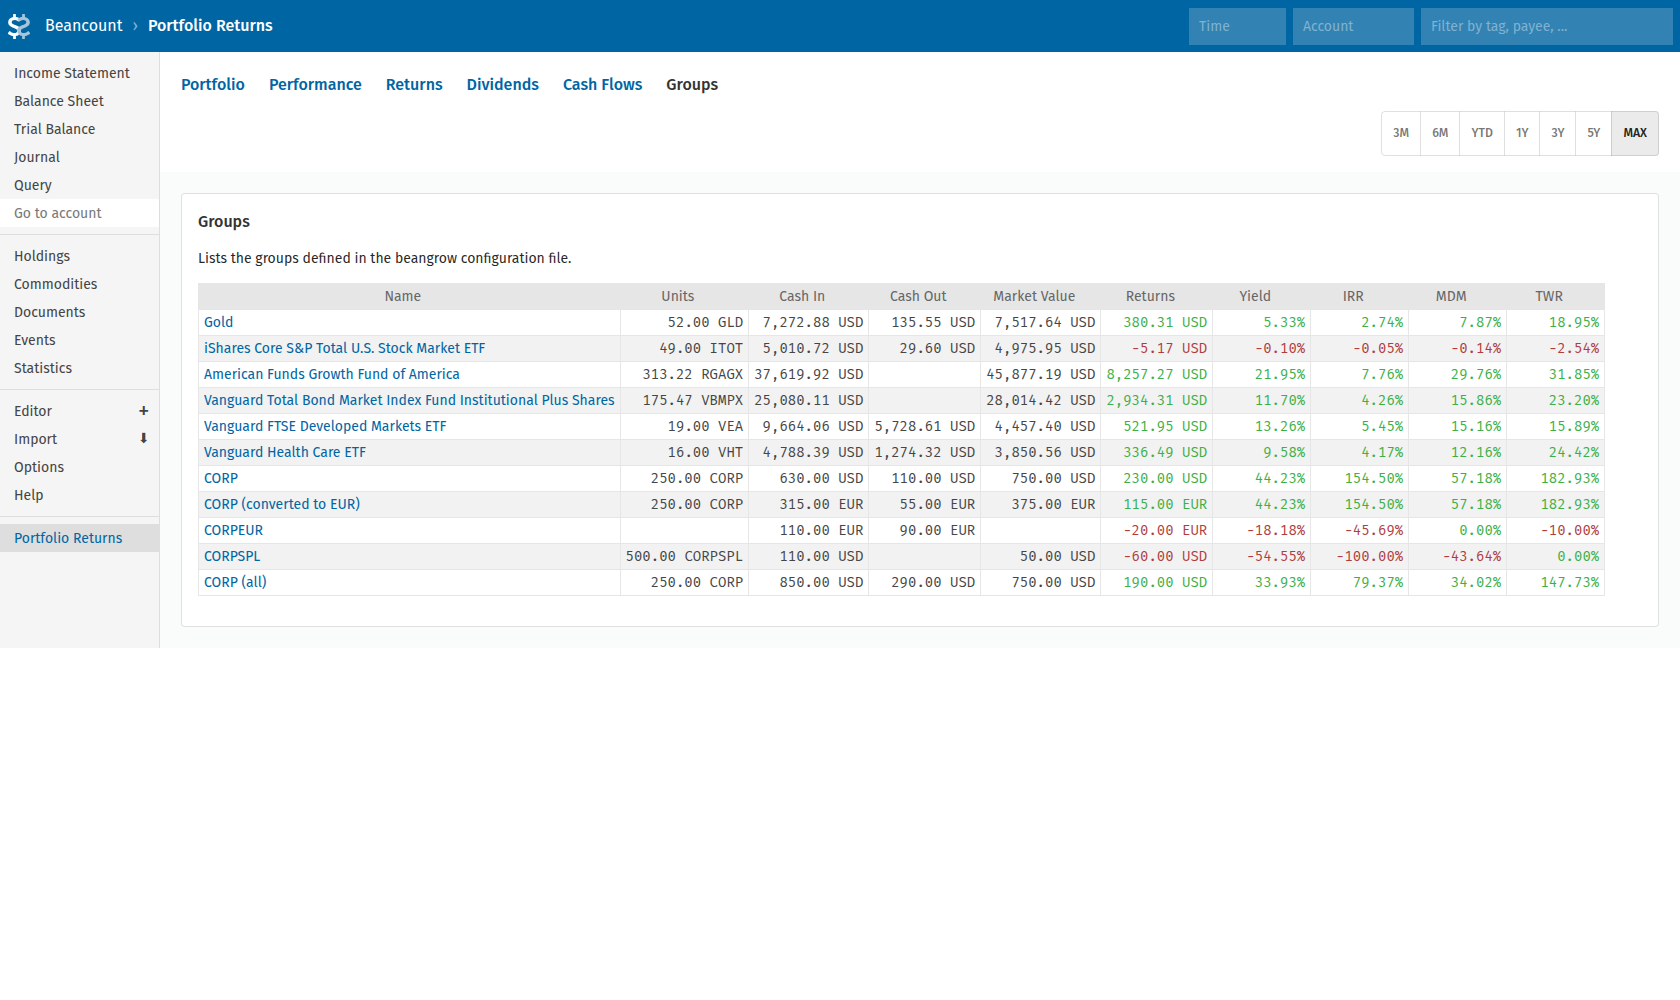 Beancount › Portfolio Returns
Time
Account
Filter by tag, payee, ...
Income Statement
Balance Sheet
Trial Balance
Journal
Query
Go to account
Holdings
Commodities
Documents
Events
Statistics
Editor +
Import ⬇
Options
Help
Portfolio Returns
Portfolio Performance Returns Dividends Cash Flows Groups
3M 6M YTD 1Y 3Y 5Y MAX
Groups
Lists the groups defined in the beangrow configuration file.
Name Units Cash In Cash Out Market Value Returns Yield IRR MDM TWR
Gold 52.00 GLD 7,272.88 USD 135.55 USD 7,517.64 USD 380.31 USD 5.33% 2.74% 7.87% 18.95%
iShares Core S&P Total U.S. Stock Market ETF 49.00 ITOT 5,010.72 USD 29.60 USD 4,975.95 USD -5.17 USD -0.10% -0.05% -0.14% -2.54%
American Funds Growth Fund of America 313.22 RGAGX 37,619.92 USD 45,877.19 USD 8,257.27 USD 21.95% 7.76% 29.76% 31.85%
Vanguard Total Bond Market Index Fund Institutional Plus Shares 175.47 VBMPX 25,080.11 USD 28,014.42 USD 2,934.31 USD 11.70% 4.26% 15.86% 23.20%
Vanguard FTSE Developed Markets ETF 19.00 VEA 9,664.06 USD 5,728.61 USD 4,457.40 USD 521.95 USD 13.26% 5.45% 15.16% 15.89%
Vanguard Health Care ETF 16.00 VHT 4,788.39 USD 1,274.32 USD 3,850.56 USD 336.49 USD 9.58% 4.17% 12.16% 24.42%
CORP 250.00 CORP 630.00 USD 110.00 USD 750.00 USD 230.00 USD 44.23% 154.50% 57.18% 182.93%
CORP (converted to EUR) 250.00 CORP 315.00 EUR 55.00 EUR 375.00 EUR 115.00 EUR 44.23% 154.50% 57.18% 182.93%
CORPEUR 110.00 EUR 90.00 EUR -20.00 EUR -18.18% -45.69% 0.00% -10.00%
CORPSPL 500.00 CORPSPL 110.00 USD 50.00 USD -60.00 USD -54.55% -100.00% -43.64% 0.00%
CORP (all) 250.00 CORP 850.00 USD 290.00 USD 750.00 USD 190.00 USD 33.93% 79.37% 34.02% 147.73%